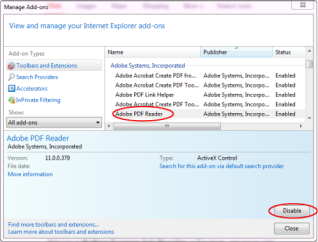 Manage Add-ons
View and manage your Internet Explorer add-ons
Add-on Types
Toolbars and Extensions
Search Providers
Accelerators
InPrivate Filtering
Show:
All add-ons
Name Publisher Status
Adobe Systems, Incorporated
Adobe Acrobat Create PDF fro... Adobe Systems, Incorpo... Enabled
Adobe Acrobat Create PDF Too... Adobe Systems, Incorpo... Enabled
Adobe PDF Link Helper Adobe Systems, Incorpo... Enabled
Adobe Acrobat Create PDF Too... Adobe Systems, Incorpo... Enabled
Adobe PDF Reader Adobe Systems, Incorpo... Enabled
Adobe PDF Reader
Adobe Systems, Incorporated
Version: 11.0.0.379 Type: ActiveX Control
File date: Search for this add-on via default search provider
More information
Disable
Find more toolbars and extensions...
Learn more about toolbars and extensions
Close